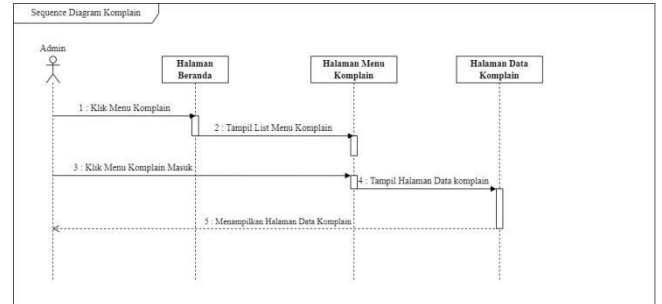 Sequence Diagram Komplain
Admin
Halaman
Beranda
Halaman Menu
Komplain
Halaman Data
Komplain
1 : Klik Menu Komplain
2 : Tampil List Menu Komplain
3 : Klik Menu Komplain Masuk
4 : Tampil Halaman Data komplain
5 : Menampilkan Halaman Data Komplain